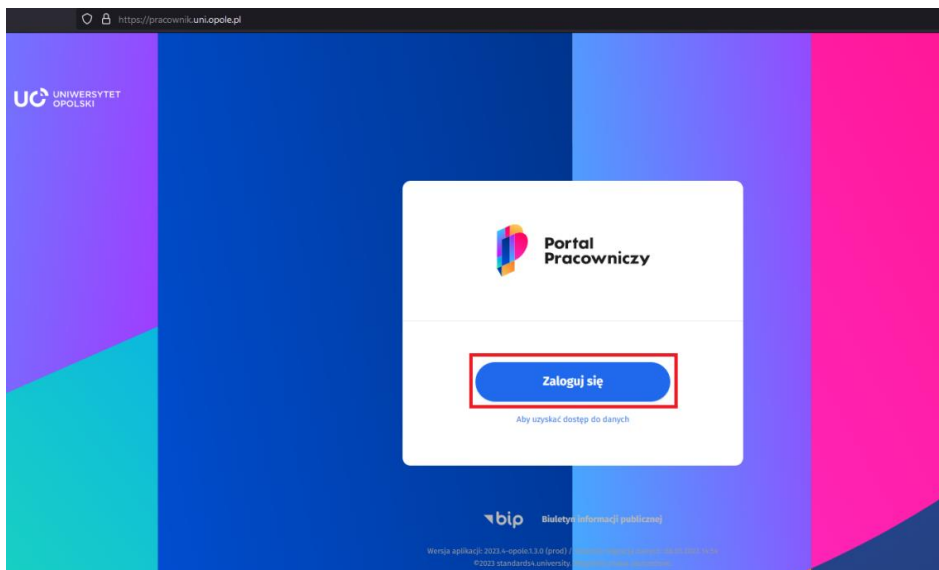 https://pracownik.uni.opole.pl
UO UNIWERSYTET
OPOLSKI
Portal
Pracowniczy
Zaloguj się
Aby uzyskać dostęp do danych
bip Biuletyn informacji publicznej
Wersja aplikacji: 2023.4-opole.1.3.0 (prod) /
©2023 standards4.university